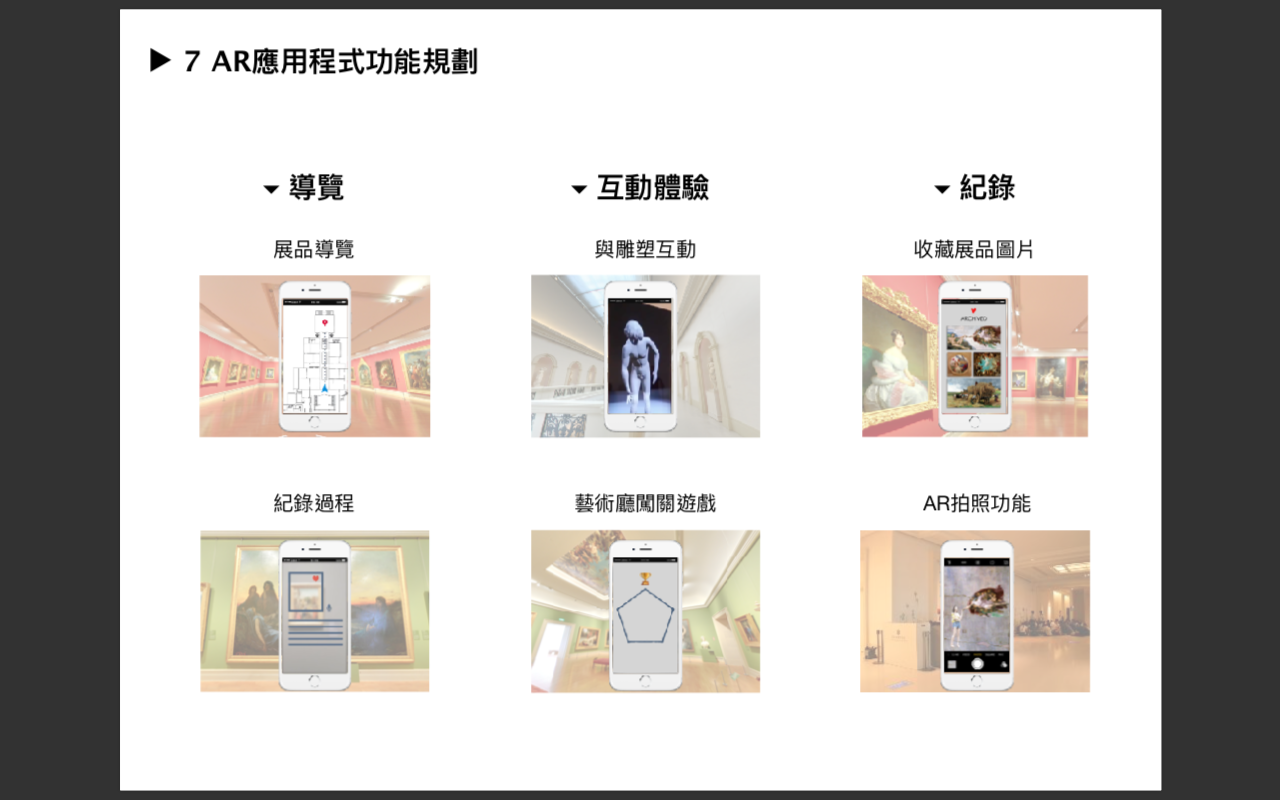 ▶ 7 AR應用程式功能規劃
導覽
互動體驗
紀錄
展品導覽
與雕塑互動
收藏展品圖片
ARCHIVED
紀錄過程
藝術廳闖關遊戲
AR拍照功能